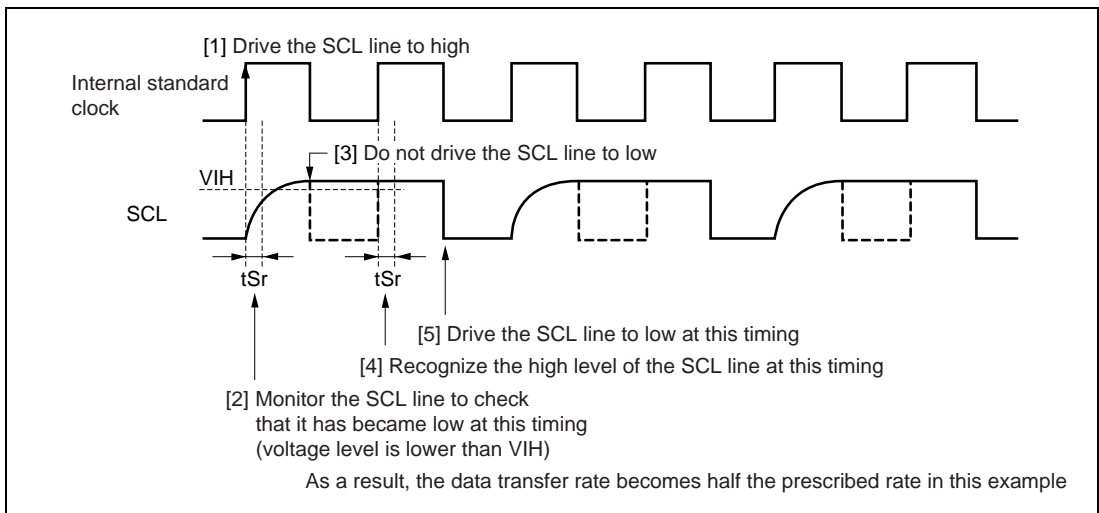 [1] Drive the SCL line to high
Internal standard
clock
[3] Do not drive the SCL line to low
VIH
SCL
tSr
tSr
[5] Drive the SCL line to low at this timing
[4] Recognize the high level of the SCL line at this timing
[2] Monitor the SCL line to check
that it has became low at this timing
(voltage level is lower than VIH)
As a result, the data transfer rate becomes half the prescribed rate in this example